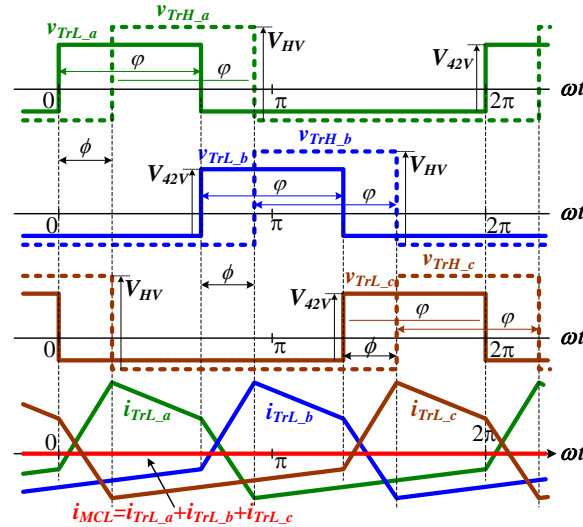 v_TrL_a v_TrH_a
V_HV V_42V
φ φ
0 π 2π ωt
ϕ
v_TrL_b v_TrH_b
V_42V V_HV
φ φ
0 π 2π ωt
ϕ
v_TrL_c v_TrH_c
V_HV V_42V
φ φ
0 π 2π ωt
ϕ
i_TrL_a i_TrL_b i_TrL_c
0 π 2π ωt
i_MCL=i_TrL_a+i_TrL_b+i_TrL_c